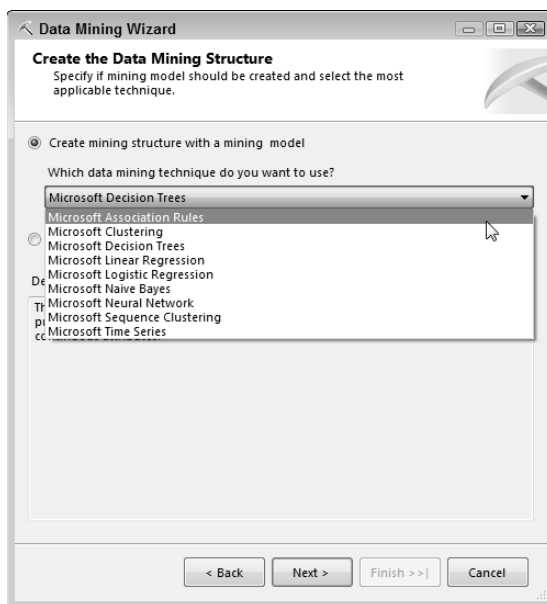 Data Mining Wizard
Create the Data Mining Structure
Specify if mining model should be created and select the most
applicable technique.
Create mining structure with a mining model
Which data mining technique do you want to use?
Microsoft Decision Trees
Microsoft Association Rules
Microsoft Clustering
Microsoft Decision Trees
Microsoft Linear Regression
Microsoft Logistic Regression
Microsoft Naive Bayes
Microsoft Neural Network
Microsoft Sequence Clustering
Microsoft Time Series
< Back
Next >
Finish >>|
Cancel